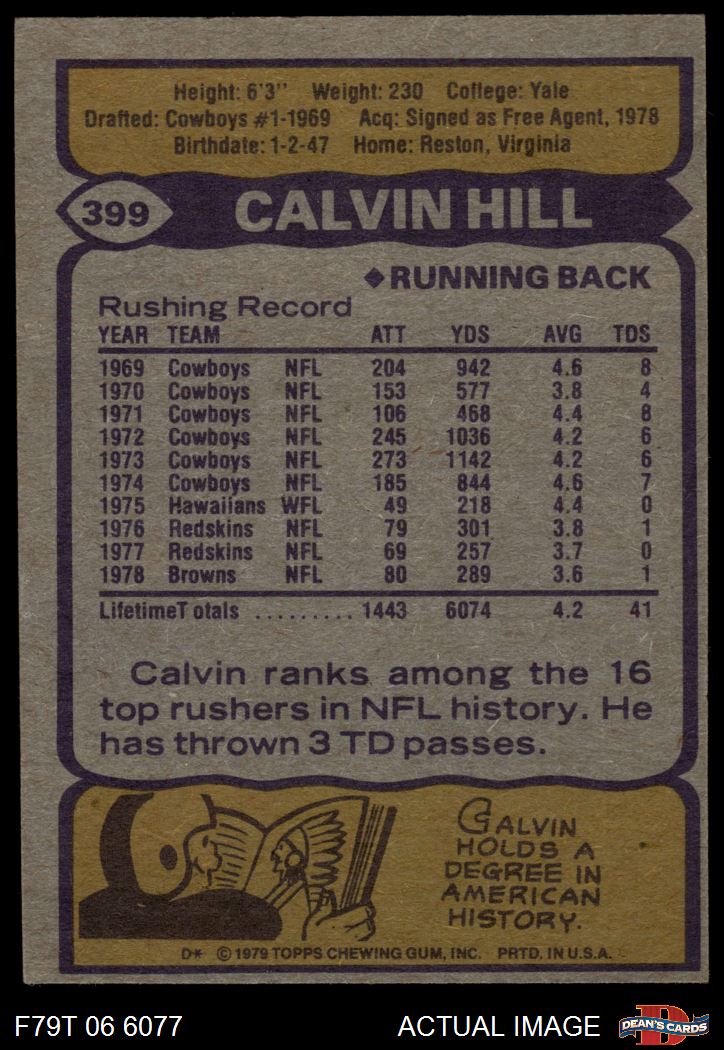 Height: 6'3" Weight: 230 College: Yale
Drafted: Cowboys #1-1969 Acq: Signed as Free Agent, 1978
Birthdate: 1-2-47 Home: Reston, Virginia
399 CALVIN HILL
◆RUNNING BACK
Rushing Record
YEAR TEAM ATT YDS AVG TDS
1969 Cowboys NFL 204 942 4.6 8
1970 Cowboys NFL 153 577 3.8 4
1971 Cowboys NFL 106 468 4.4 8
1972 Cowboys NFL 245 1036 4.2 6
1973 Cowboys NFL 273 1142 4.2 6
1974 Cowboys NFL 185 844 4.6 7
1975 Hawaiians WFL 49 218 4.4 0
1976 Redskins NFL 79 301 3.8 1
1977 Redskins NFL 69 257 3.7 0
1978 Browns NFL 80 289 3.6 1
LifetimeT otals ......... 1443 6074 4.2 41
Calvin ranks among the 16
top rushers in NFL history. He
has thrown 3 TD passes.
CALVIN
HOLDS A
DEGREE IN
AMERICAN
HISTORY.
D* © 1979 TOPPS CHEWING GUM, INC. PRTD. IN U.S.A.
F79T 06 6077 ACTUAL IMAGE D DEAN'S CARDS